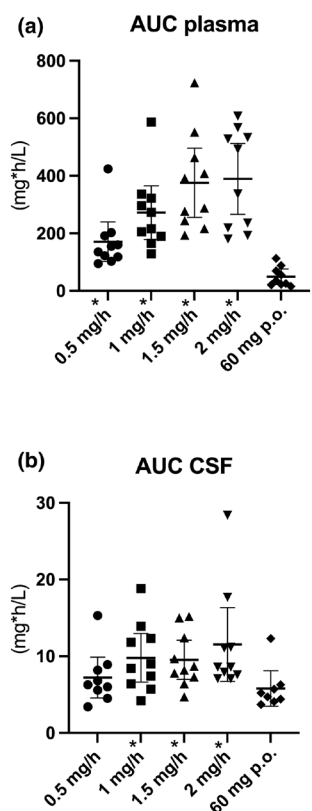 (a)
AUC plasma
800
600
400
200
0
(mg*h/L)
* * * *
0.5 mg/h
1 mg/h
1.5 mg/h
2 mg/h
60 mg p.o.
(b)
AUC CSF
30
20
10
0
(mg*h/L)
* * *
0.5 mg/h
1 mg/h
1.5 mg/h
2 mg/h
60 mg p.o.